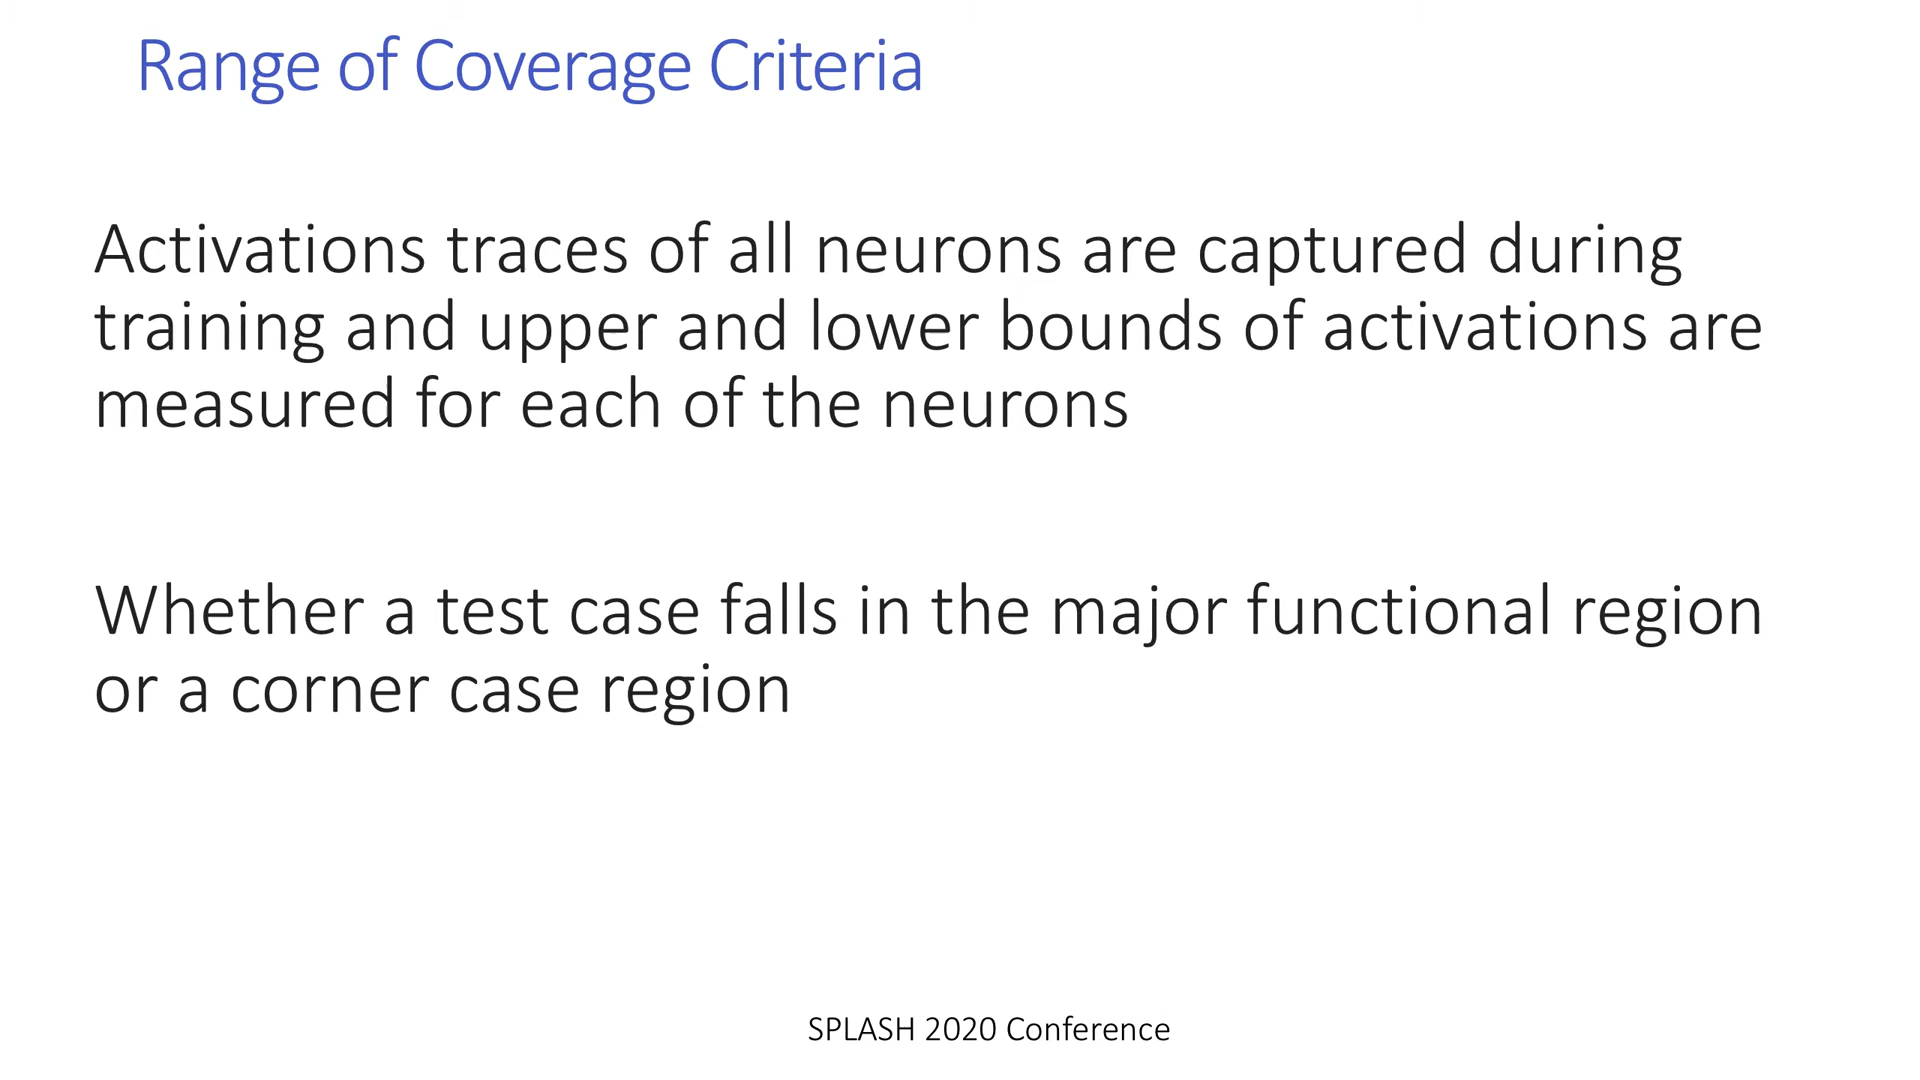 Range of Coverage Criteria
Activations traces of all neurons are captured during
training and upper and lower bounds of activations are
measured for each of the neurons
Whether a test case falls in the major functional region
or a corner case region
SPLASH 2020 Conference